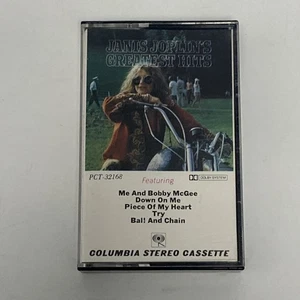 JANIS JOPLIN'S
GREATEST HITS
PCT-32168
DOLBY SYSTEM
Featuring
Me And Bobby McGee
Down On Me
Piece Of My Heart
Try
Ball And Chain
COLUMBIA STEREO CASSETTE